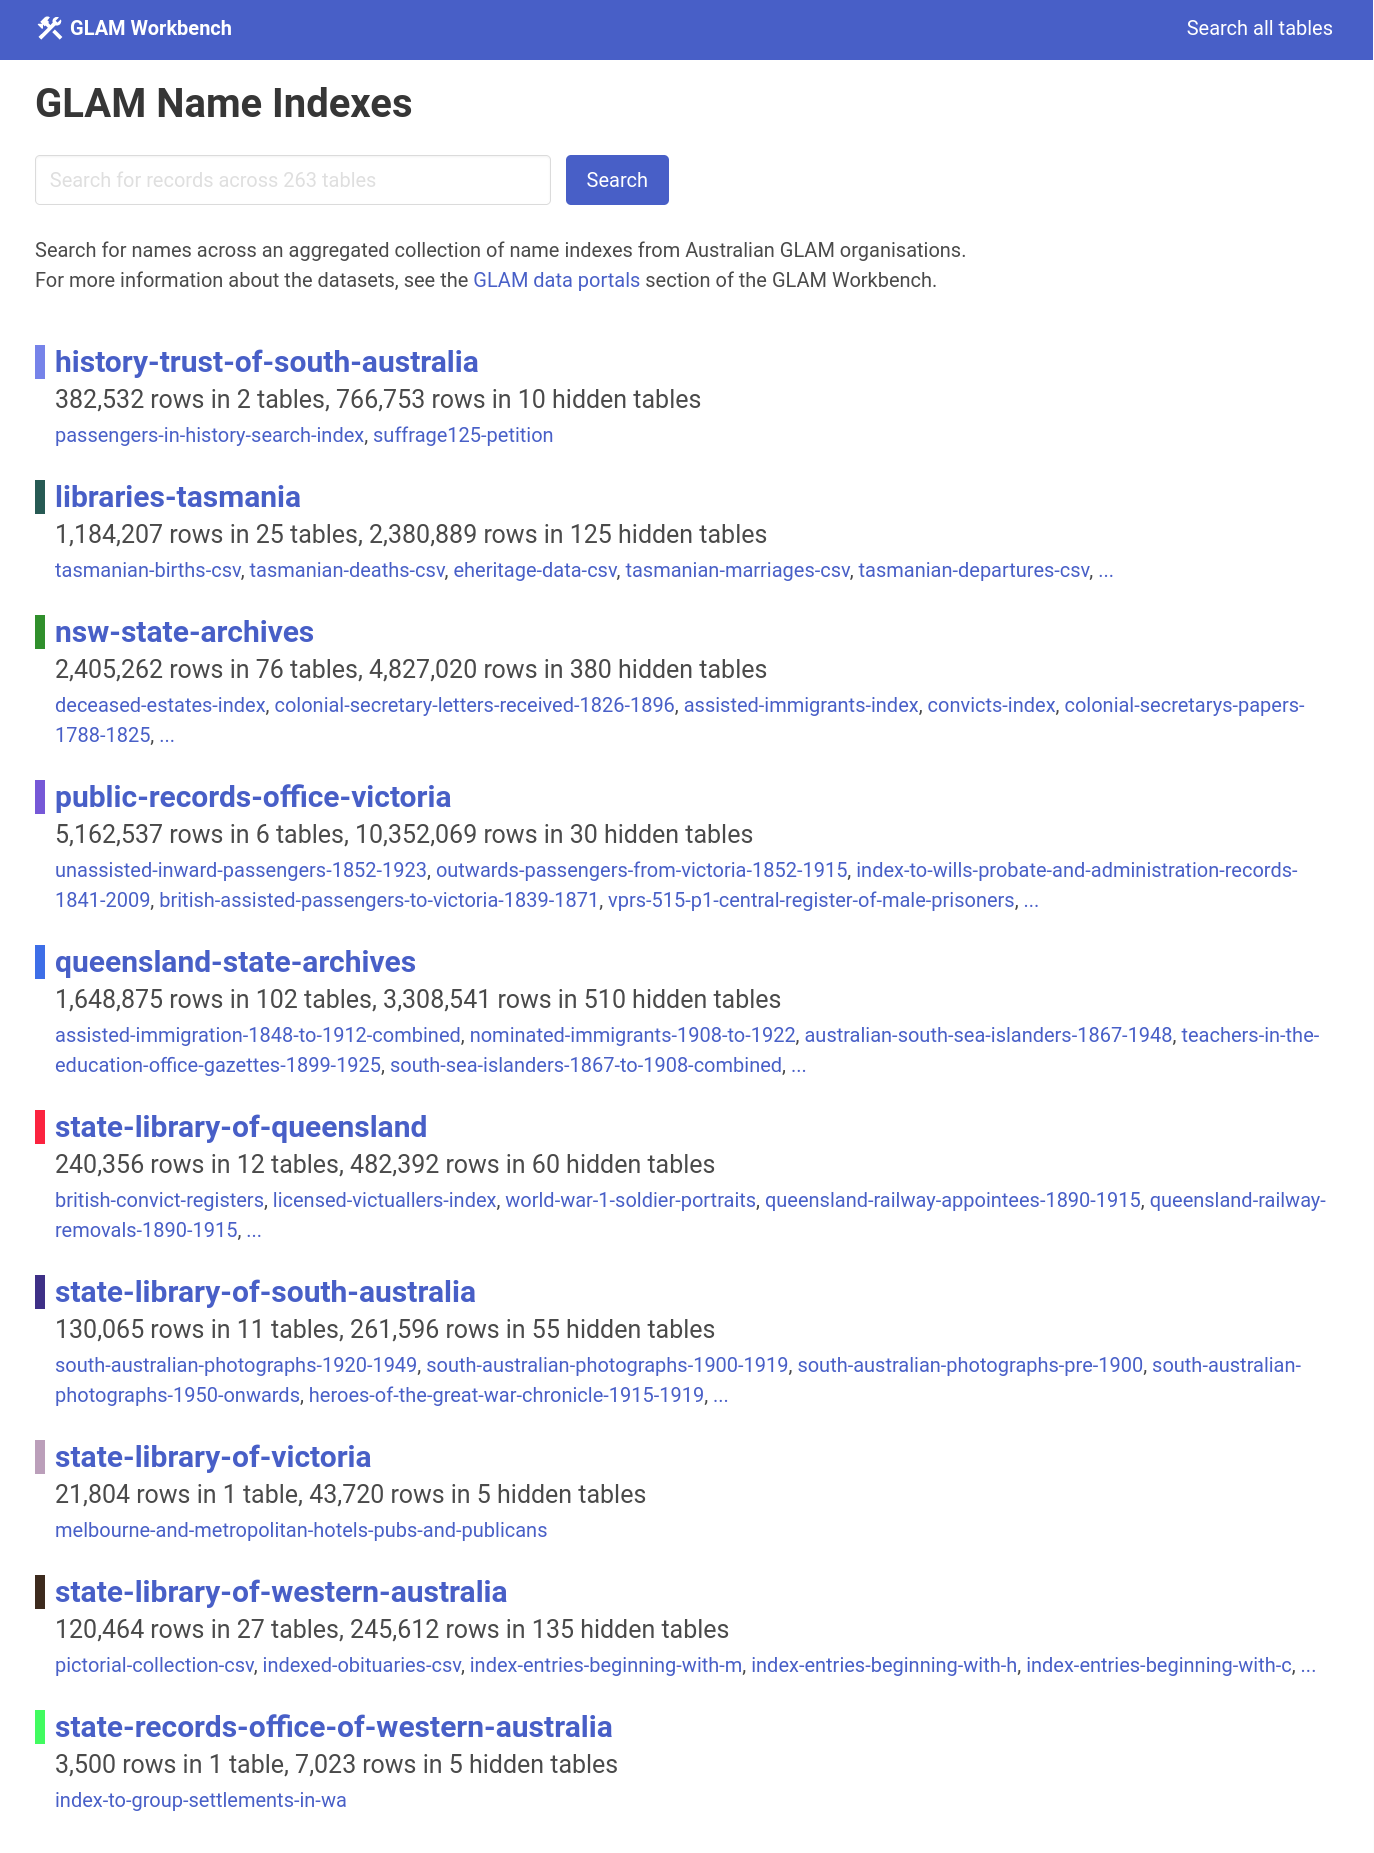 GLAM Workbench
Search all tables
GLAM Name Indexes
Search for records across 263 tables
Search
Search for names across an aggregated collection of name indexes from Australian GLAM organisations.
For more information about the datasets, see the GLAM data portals section of the GLAM Workbench.
history-trust-of-south-australia
382,532 rows in 2 tables, 766,753 rows in 10 hidden tables
passengers-in-history-search-index, suffrage125-petition
libraries-tasmania
1,184,207 rows in 25 tables, 2,380,889 rows in 125 hidden tables
tasmanian-births-csv, tasmanian-deaths-csv, eheritage-data-csv, tasmanian-marriages-csv, tasmanian-departures-csv, ...
nsw-state-archives
2,405,262 rows in 76 tables, 4,827,020 rows in 380 hidden tables
deceased-estates-index, colonial-secretary-letters-received-1826-1896, assisted-immigrants-index, convicts-index, colonial-secretarys-papers-
1788-1825, ...
public-records-office-victoria
5,162,537 rows in 6 tables, 10,352,069 rows in 30 hidden tables
unassisted-inward-passengers-1852-1923, outwards-passengers-from-victoria-1852-1915, index-to-wills-probate-and-administration-records-
1841-2009, british-assisted-passengers-to-victoria-1839-1871, vprs-515-p1-central-register-of-male-prisoners, ...
queensland-state-archives
1,648,875 rows in 102 tables, 3,308,541 rows in 510 hidden tables
assisted-immigration-1848-to-1912-combined, nominated-immigrants-1908-to-1922, australian-south-sea-islanders-1867-1948, teachers-in-the-
education-office-gazettes-1899-1925, south-sea-islanders-1867-to-1908-combined, ...
state-library-of-queensland
240,356 rows in 12 tables, 482,392 rows in 60 hidden tables
british-convict-registers, licensed-victuallers-index, world-war-1-soldier-portraits, queensland-railway-appointees-1890-1915, queensland-railway-
removals-1890-1915, ...
state-library-of-south-australia
130,065 rows in 11 tables, 261,596 rows in 55 hidden tables
south-australian-photographs-1920-1949, south-australian-photographs-1900-1919, south-australian-photographs-pre-1900, south-australian-
photographs-1950-onwards, heroes-of-the-great-war-chronicle-1915-1919, ...
state-library-of-victoria
21,804 rows in 1 table, 43,720 rows in 5 hidden tables
melbourne-and-metropolitan-hotels-pubs-and-publicans
state-library-of-western-australia
120,464 rows in 27 tables, 245,612 rows in 135 hidden tables
pictorial-collection-csv, indexed-obituaries-csv, index-entries-beginning-with-m, index-entries-beginning-with-h, index-entries-beginning-with-c, ...
state-records-office-of-western-australia
3,500 rows in 1 table, 7,023 rows in 5 hidden tables
index-to-group-settlements-in-wa